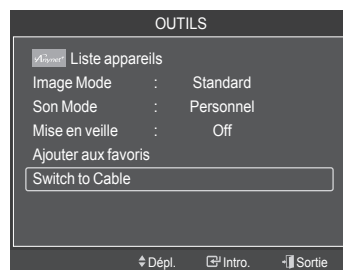 OUTILS
Anynet+ Liste appareils
Image Mode : Standard
Son Mode : Personnel
Mise en veille : Off
Ajouter aux favoris
Switch to Cable
Dépl. Intro. Sortie